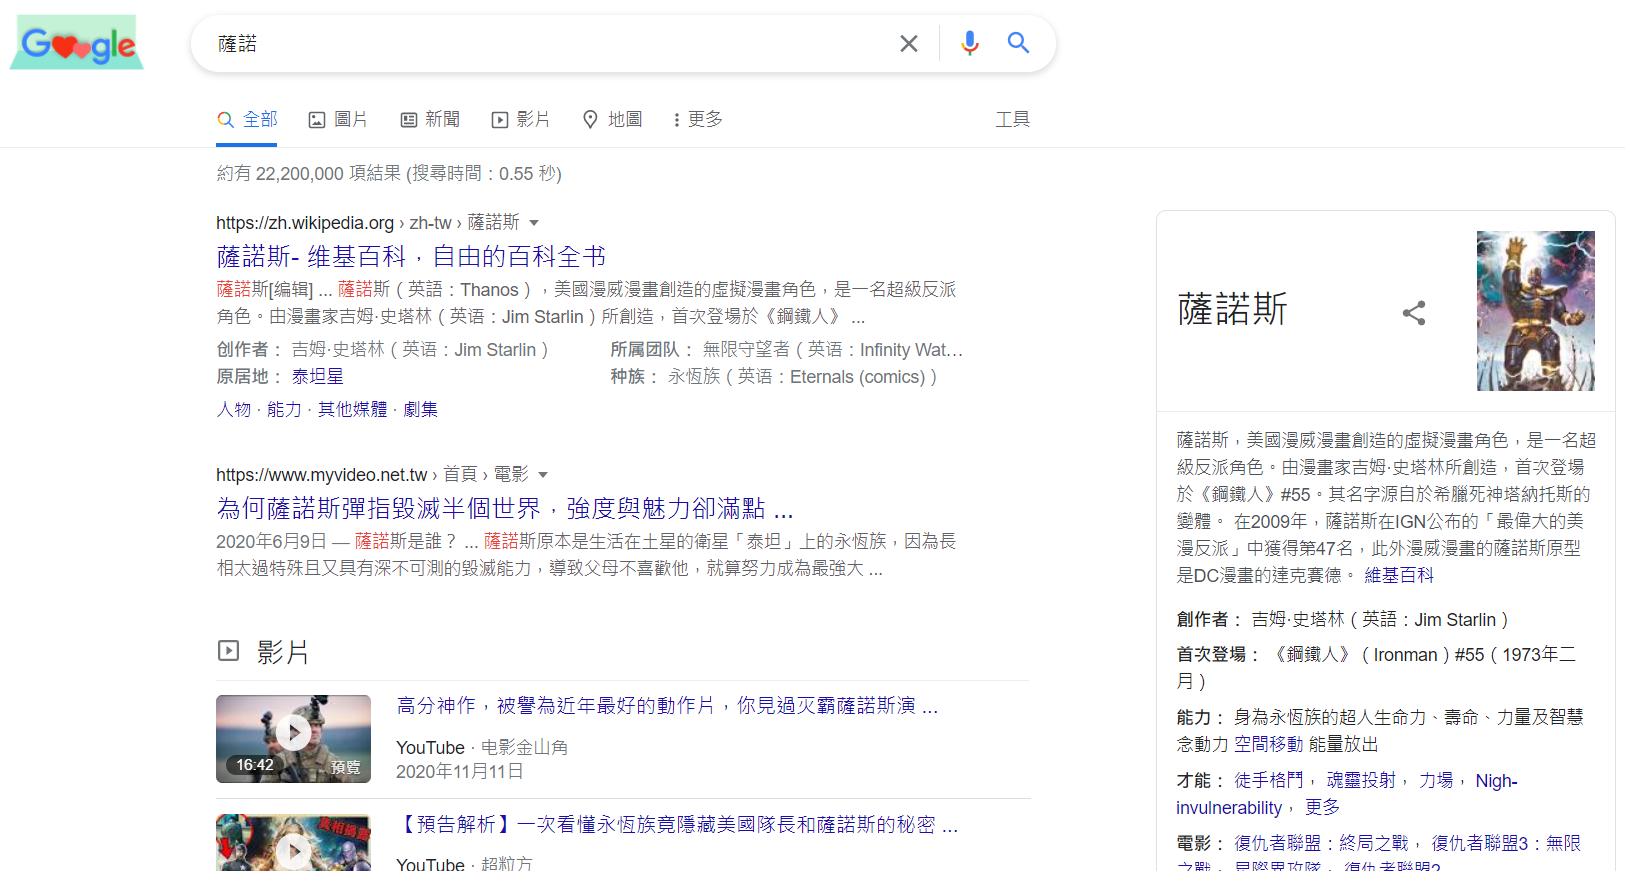 Google
薩諾
全部
圖片
新聞
影片
地圖
更多
工具
約有 22,200,000 項結果 (搜尋時間：0.55 秒)
https://zh.wikipedia.org › zh-tw › 薩諾斯
薩諾斯- 维基百科，自由的百科全书
薩諾斯[编辑] ... 薩諾斯（英語：Thanos），美國漫威漫畫創造的虛擬漫畫角色，是一名超級反派
角色。由漫畫家吉姆·史塔林（英语：Jim Starlin）所創造，首次登場於《鋼鐵人》 ...
创作者： 吉姆·史塔林（英语：Jim Starlin）
所属团队： 無限守望者（英语：Infinity Wat…
原居地： 泰坦星
种族： 永恆族（英语：Eternals (comics)）
人物 · 能力 · 其他媒體 · 劇集
https://www.myvideo.net.tw › 首頁 › 電影
為何薩諾斯彈指毀滅半個世界，強度與魅力卻滿點 ...
2020年6月9日 — 薩諾斯是誰？ ... 薩諾斯原本是生活在土星的衛星「泰坦」上的永恆族，因為長
相太過特殊且又具有深不可測的毀滅能力，導致父母不喜歡他，就算努力成為最強大 ...
影片
16:42
預覽
高分神作，被譽為近年最好的動作片，你見過灭霸薩諾斯演 ...
YouTube · 电影金山角
2020年11月11日
【預告解析】一次看懂永恆族竟隱藏美國隊長和薩諾斯的秘密 ...
YouTube · 超粒方
薩諾斯
薩諾斯，美國漫威漫畫創造的虛擬漫畫角色，是一名超
級反派角色。由漫畫家吉姆·史塔林所創造，首次登場
於《鋼鐵人》#55。其名字源自於希臘死神塔納托斯的
變體。 在2009年，薩諾斯在IGN公布的「最偉大的美
漫反派」中獲得第47名，此外漫威漫畫的薩諾斯原型
是DC漫畫的達克賽德。 維基百科
創作者： 吉姆·史塔林（英語：Jim Starlin）
首次登場： 《鋼鐵人》（Ironman）#55（1973年二
月）
能力： 身為永恆族的超人生命力、壽命、力量及智慧
念動力 空間移動 能量放出
才能： 徒手格鬥， 魂靈投射， 力場， Nigh-
invulnerability， 更多
電影： 復仇者聯盟：終局之戰， 復仇者聯盟3：無限
之戰， 星際異攻隊， 復仇者聯盟2